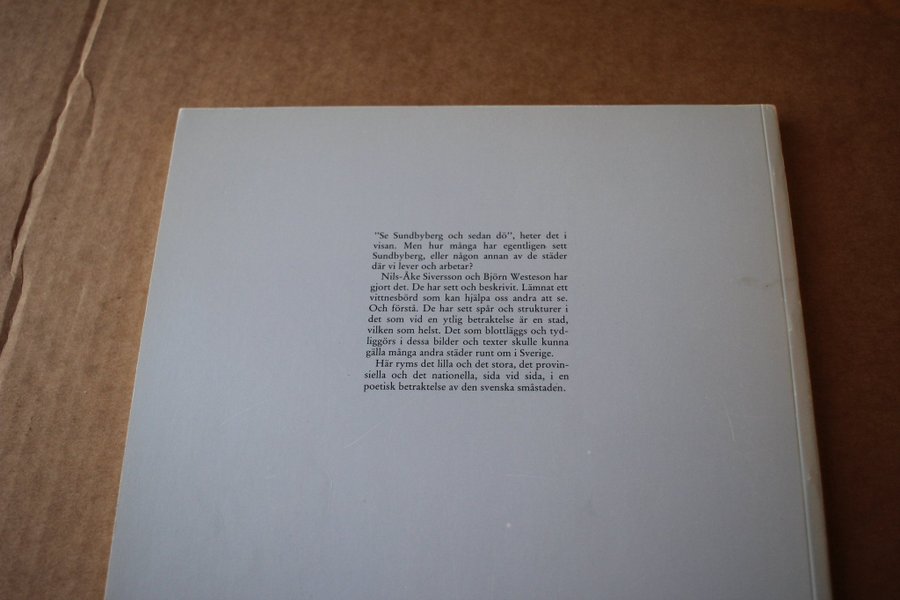 "Se Sundbyberg och sedan dö", heter det i
visan. Men hur många har egentligen sett
Sundbyberg, eller någon annan av de städer
där vi lever och arbetar?
Nils-Åke Siversson och Björn Westeson har
gjort det. De har sett och beskrivit. Lämnat ett
vittnesbörd som kan hjälpa oss andra att se.
Och förstå. De har sett spår och strukturer i
det som vid en ytlig betraktelse är en stad,
vilken som helst. Det som blottläggs och tyd-
liggörs i dessa bilder och texter skulle kunna
gälla många andra städer runt om i Sverige.
Här ryms det lilla och det stora, det provin-
siella och det nationella, sida vid sida, i en
poetisk betraktelse av den svenska småstaden.